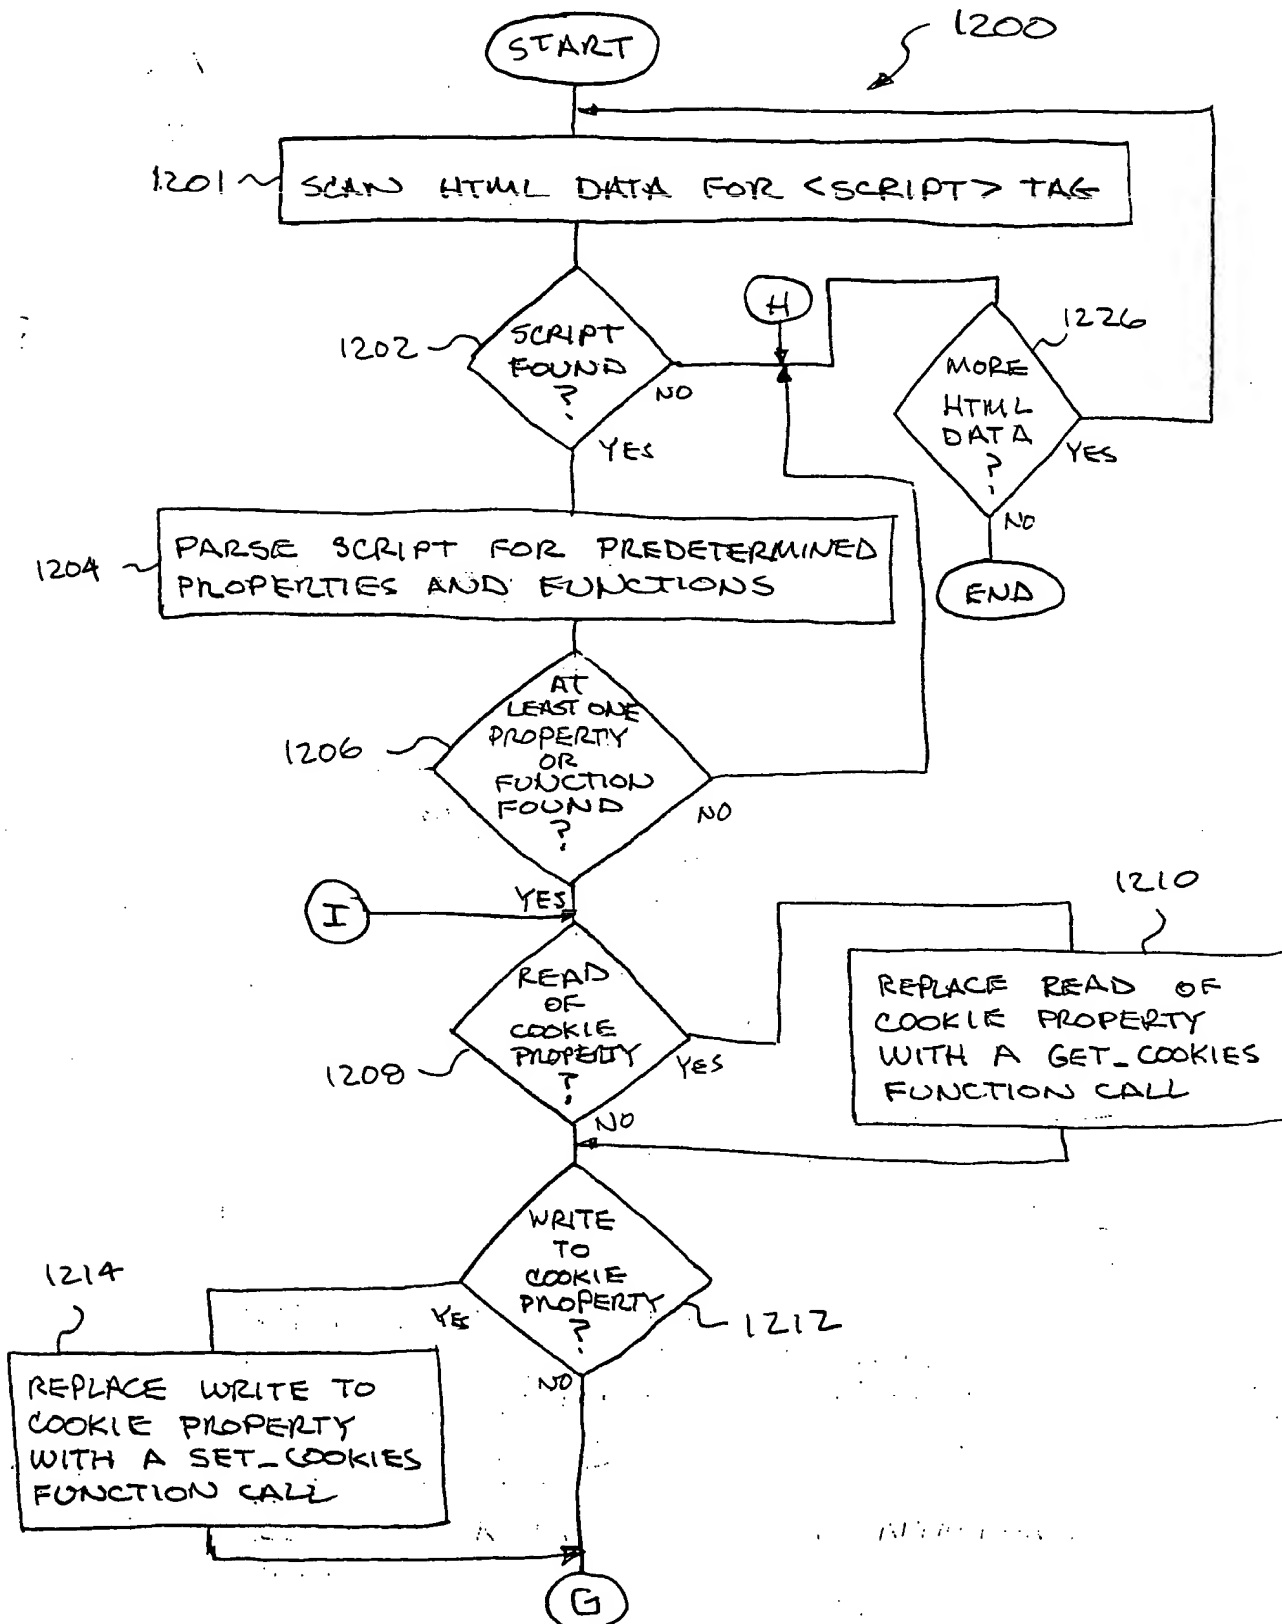 START
1200
1201
SCAN HTML DATA FOR <SCRIPT> TAG
H
1202
SCRIPT
FOUND
?
NO
YES
1226
MORE
HTML
DATA
?
YES
NO
END
1204
PARSE SCRIPT FOR PREDETERMINED
PROPERTIES AND FUNCTIONS
1206
AT
LEAST ONE
PROPERTY
OR
FUNCTION
FOUND
?
NO
YES
I
1208
READ
OF
COOKIE
PROPERTY
?
YES
NO
1210
REPLACE READ OF
COOKIE PROPERTY
WITH A GET_COOKIES
FUNCTION CALL
WRITE
TO
COOKIE
PROPERTY
?
1212
YES
NO
1214
REPLACE WRITE TO
COOKIE PROPERTY
WITH A SET_COOKIES
FUNCTION CALL
G